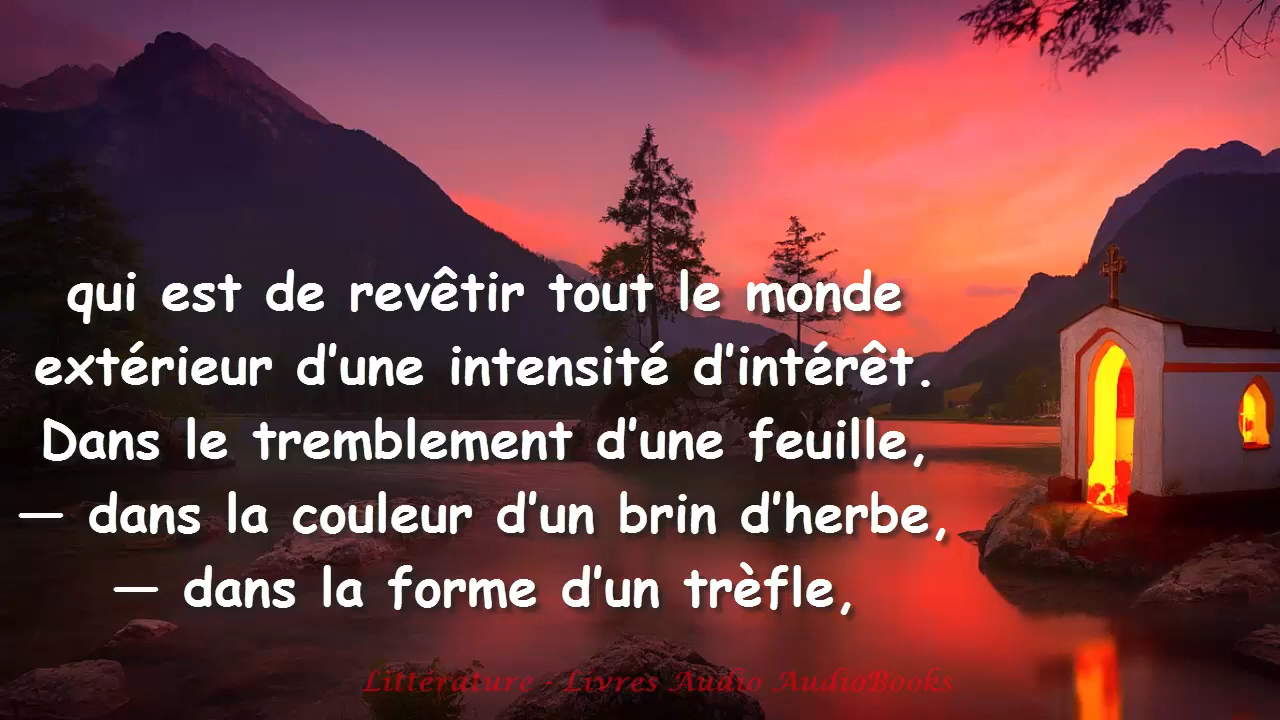 qui est de revêtir tout le monde
extérieur d’une intensité d’intérêt.
Dans le tremblement d’une feuille,
— dans la couleur d’un brin d’herbe,
— dans la forme d’un trèfle,
Littérature - Livres Audio AudioBooks